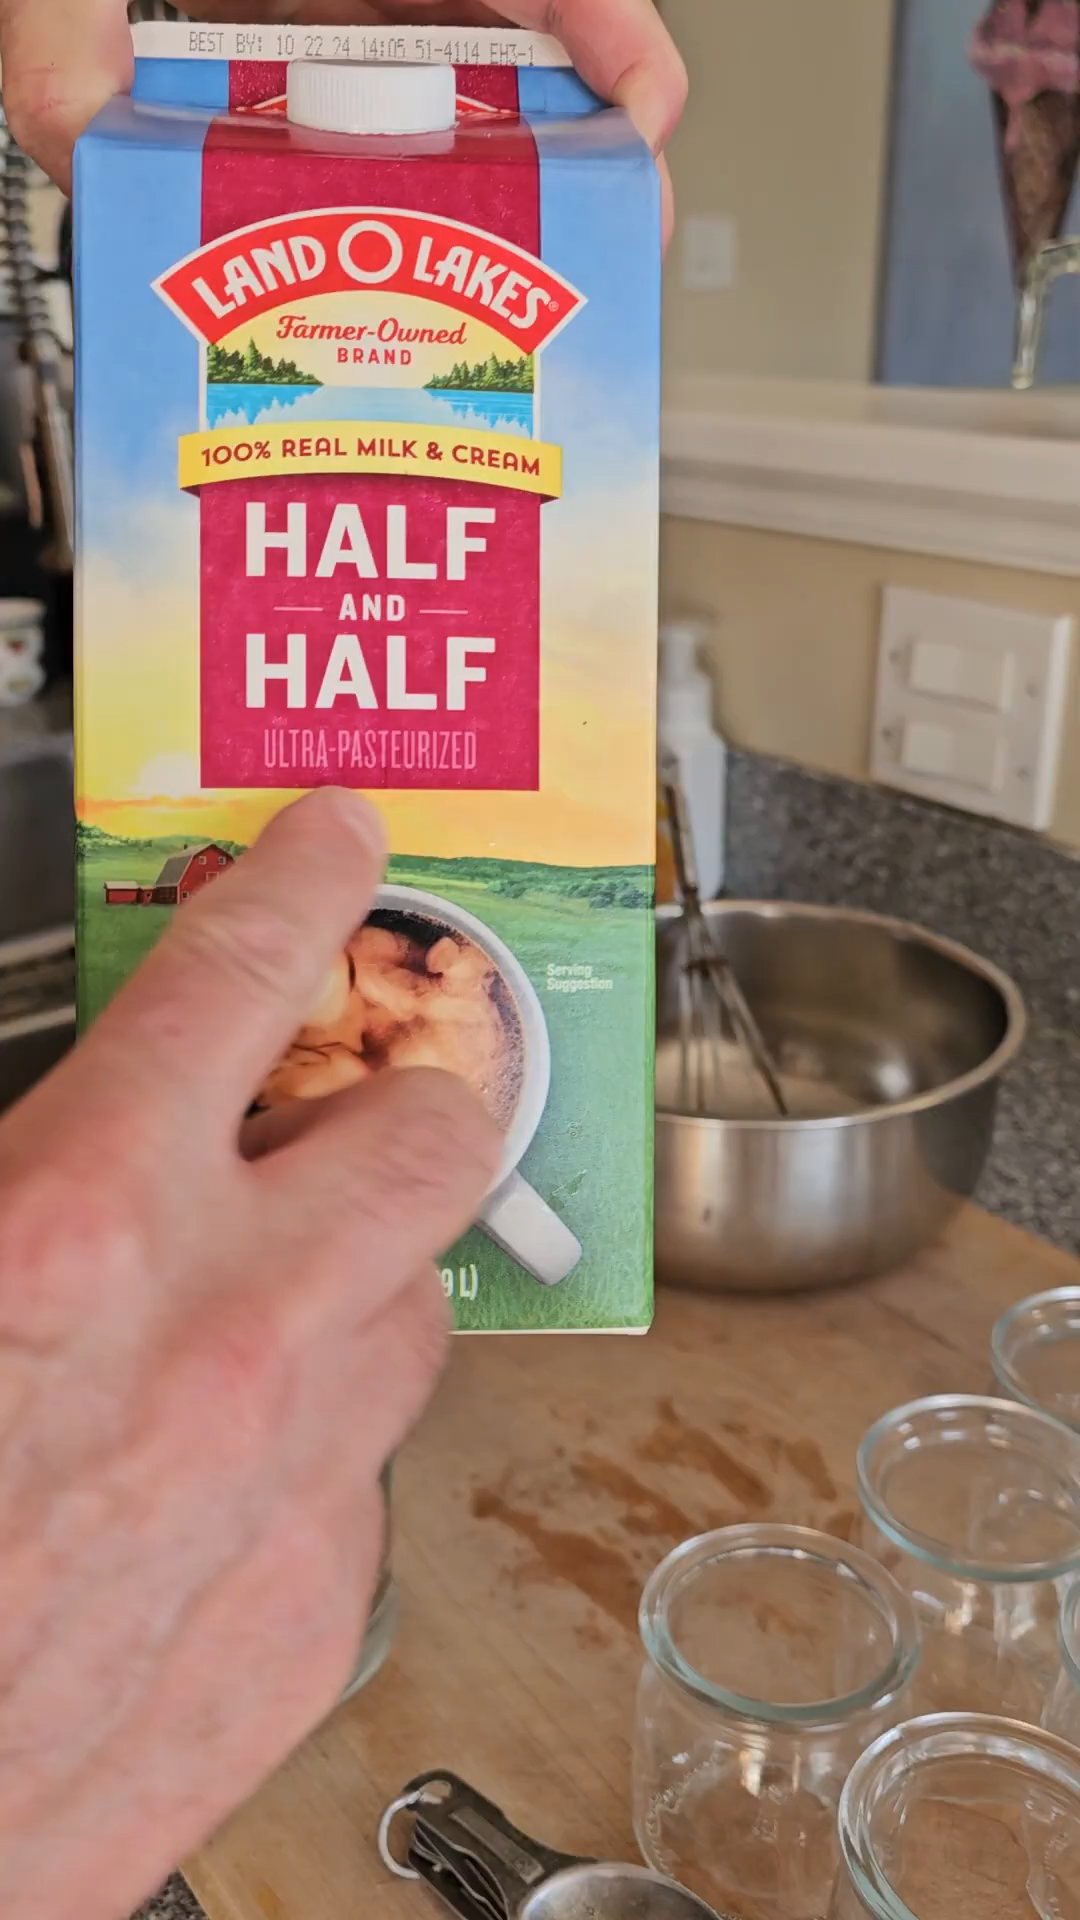 BEST BY: 10 22 24 14:05 51-4114 EH3-1
LAND O LAKES®
Farmer-Owned
BRAND
100% REAL MILK & CREAM
HALF
AND
HALF
ULTRA-PASTEURIZED
Serving
Suggestion
9 L)